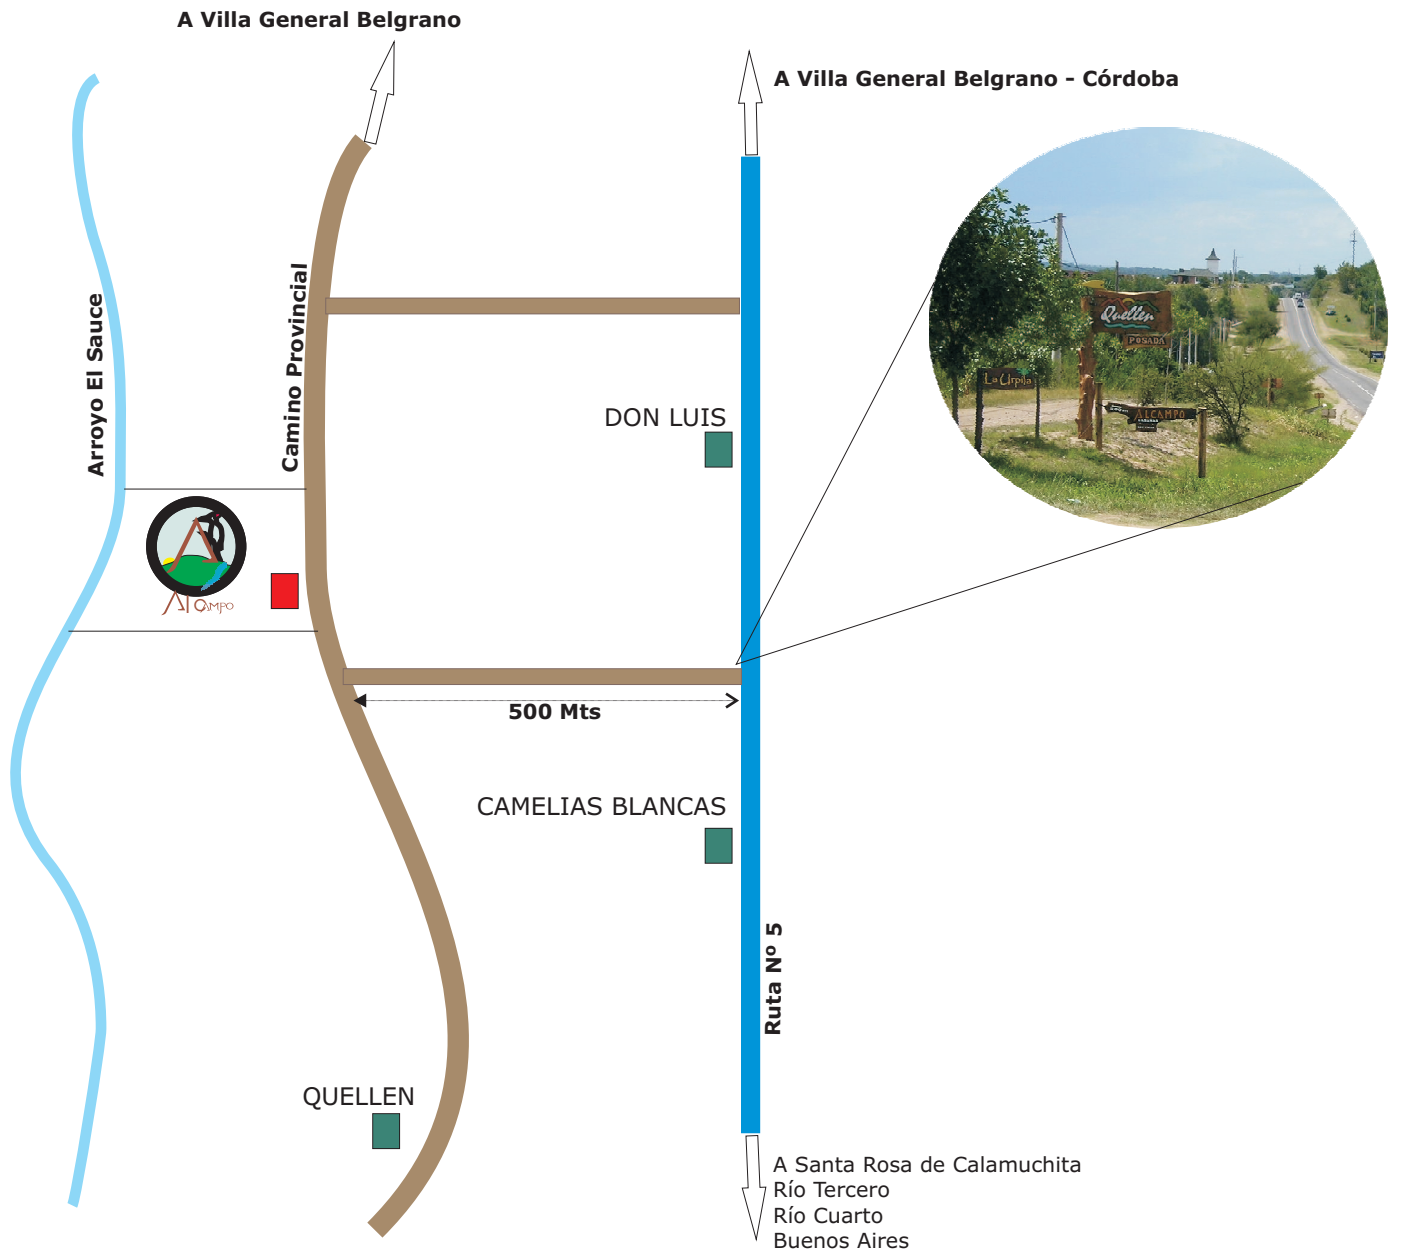 A Villa General Belgrano
A Villa General Belgrano - Córdoba
Arroyo El Sauce
Camino Provincial
Quellen
POSADA
La Urpila
ALCAMPO
DON LUIS
Al CAMPO
500 Mts
CAMELIAS BLANCAS
Ruta Nº 5
QUELLEN
A Santa Rosa de Calamuchita
Río Tercero
Río Cuarto
Buenos Aires